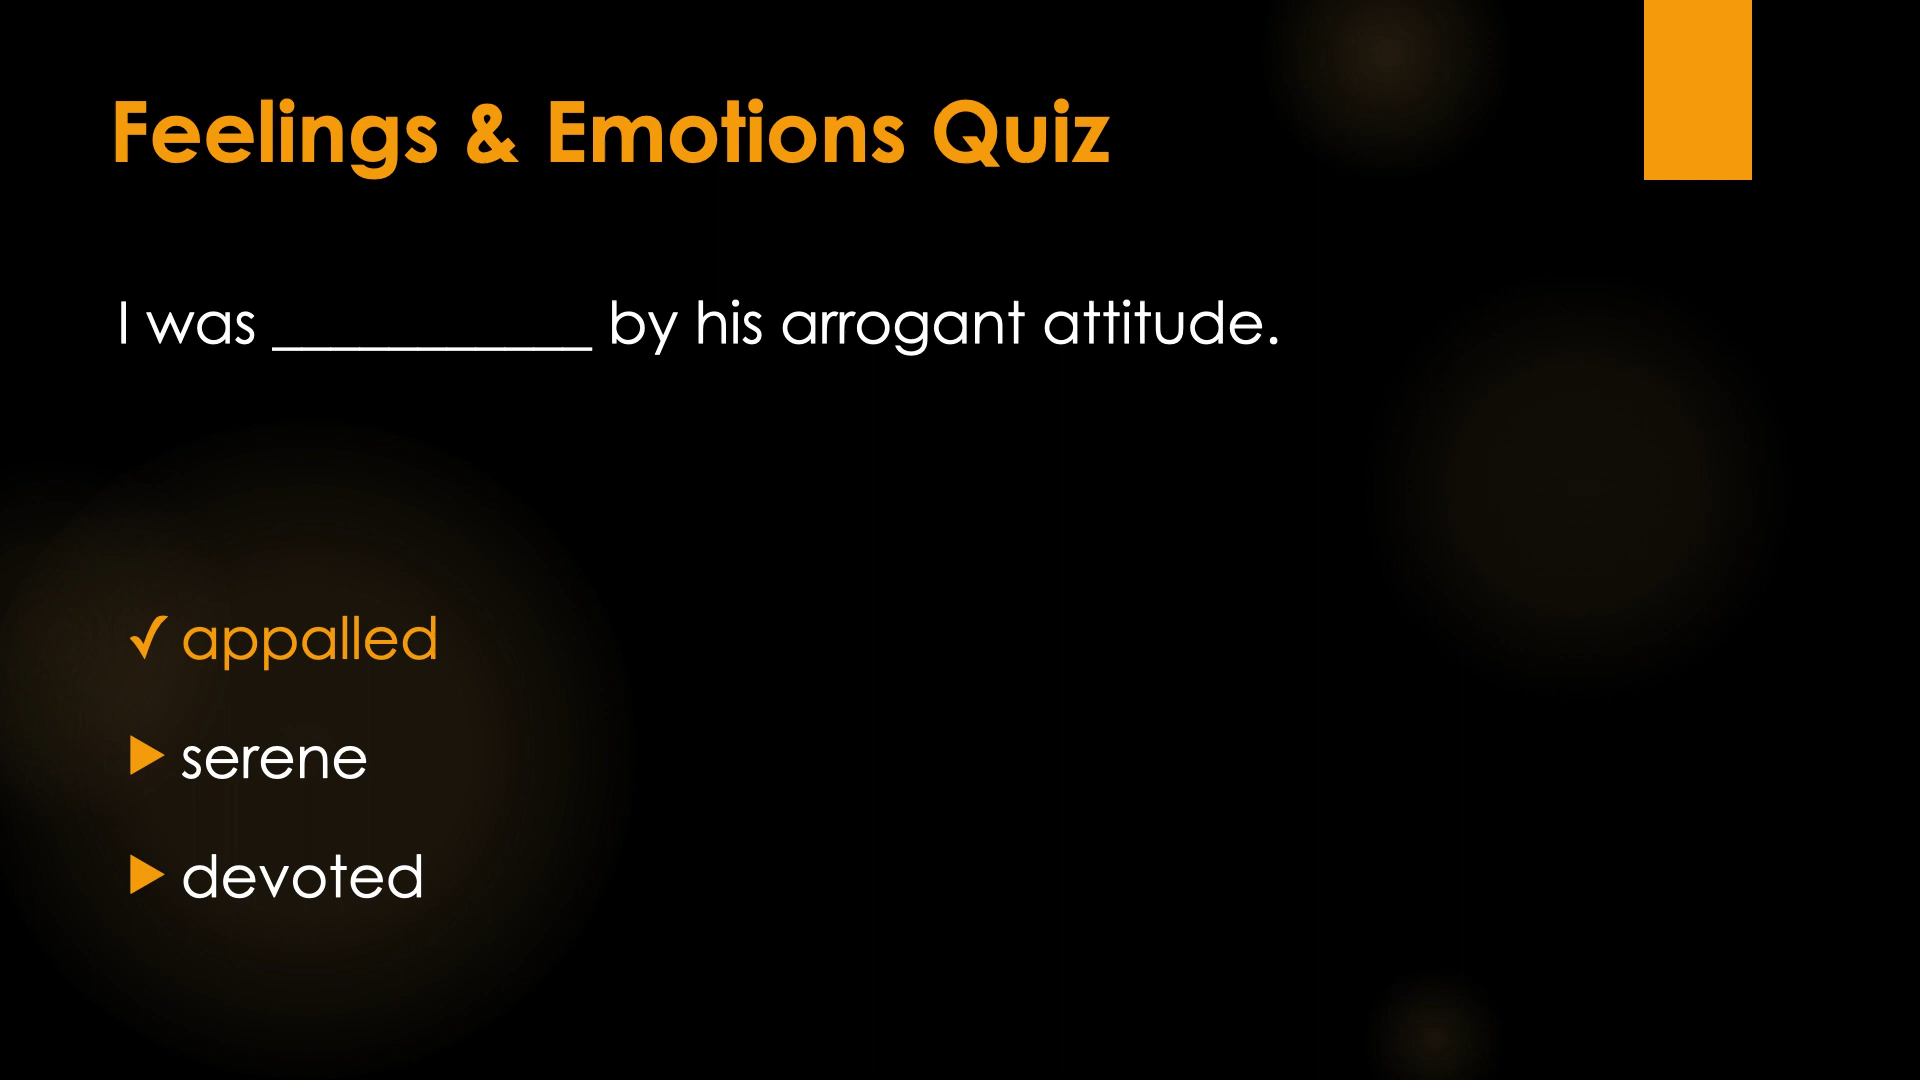 Feelings & Emotions Quiz
I was ___________ by his arrogant attitude.
✓ appalled
▶ serene
▶ devoted